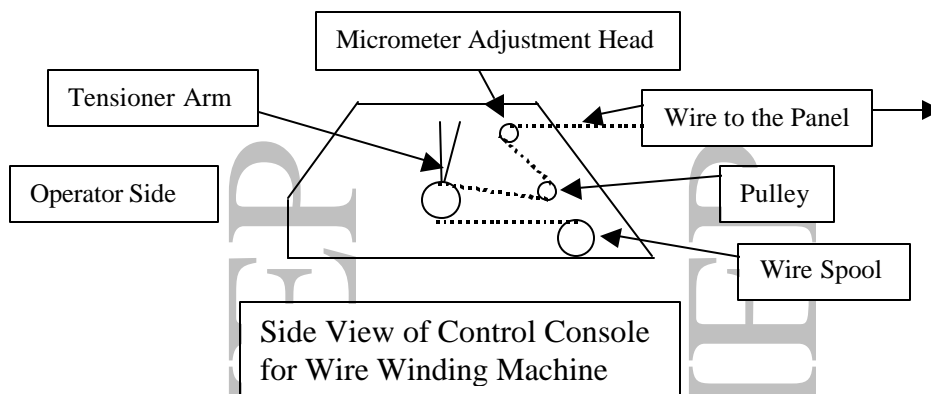 Micrometer Adjustment Head
Tensioner Arm
Wire to the Panel
Operator Side
Pulley
Wire Spool
Side View of Control Console
for Wire Winding Machine